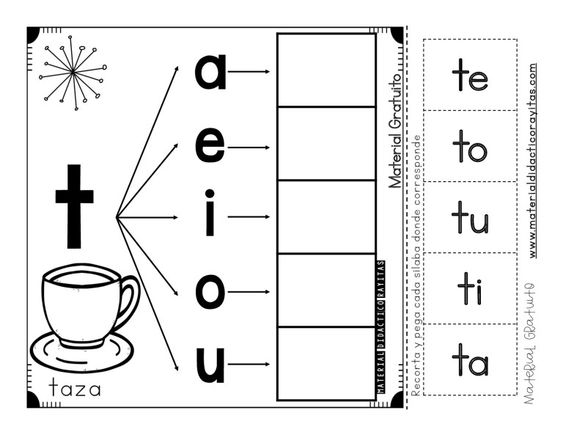 t
taza
a
e
i
o
u
Material Gratuito
MATERIAL DIDACTICO RAYITAS
Recorta y pega cada silaba donde corresponde
te
to
tu
ti
ta
www.materialdidacticorayitas.com
Material Gratuito